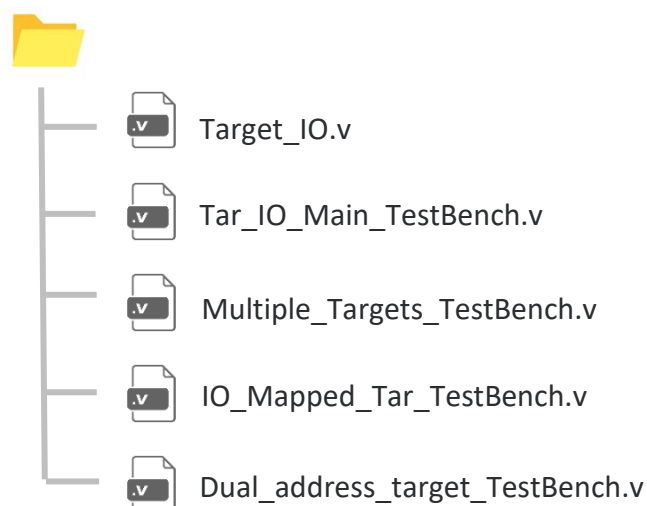 .v Target_IO.v
.v Tar_IO_Main_TestBench.v
.v Multiple_Targets_TestBench.v
.v IO_Mapped_Tar_TestBench.v
.v Dual_address_target_TestBench.v